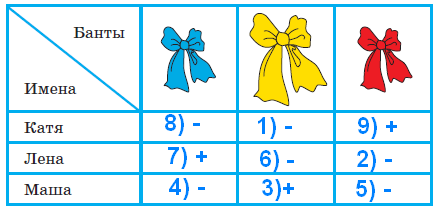 Банты
Имена
Катя 8) - 1) - 9) +
Лена 7) + 6) - 2) -
Маша 4) - 3)+ 5) -